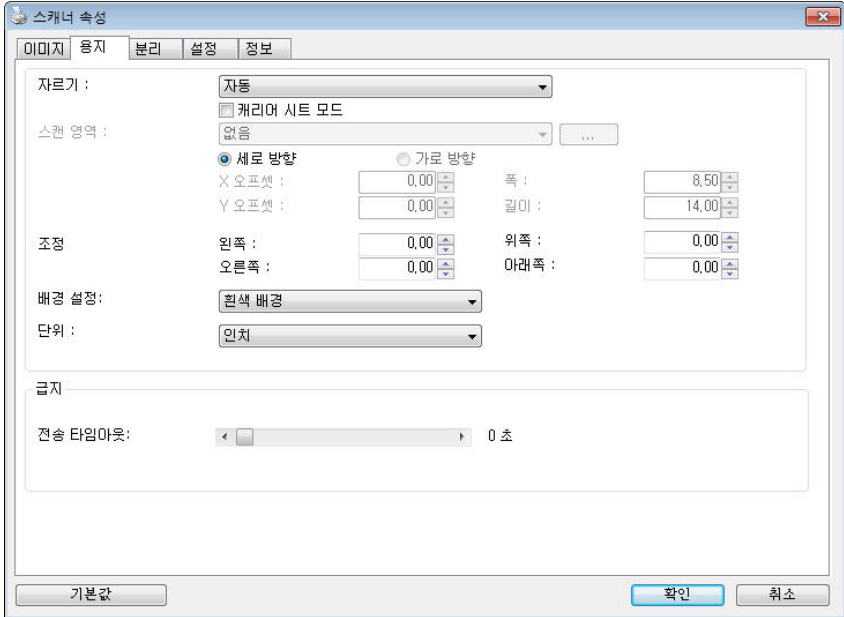 스캐너 속성
이미지 용지 분리 설정 정보
자르기 : 자동
캐리어 시트 모드
스캔 영역 : 없음 ...
세로 방향 가로 방향
X 오프셋 : 0,00 폭 : 8,50
Y 오프셋 : 0,00 길이 : 14,00
조정 왼쪽 : 0,00 위쪽 : 0,00
오른쪽 : 0,00 아래쪽 : 0,00
배경 설정: 흰색 배경
단위 : 인치
급지
전송 타임아웃: 0 초
기본값 확인 취소